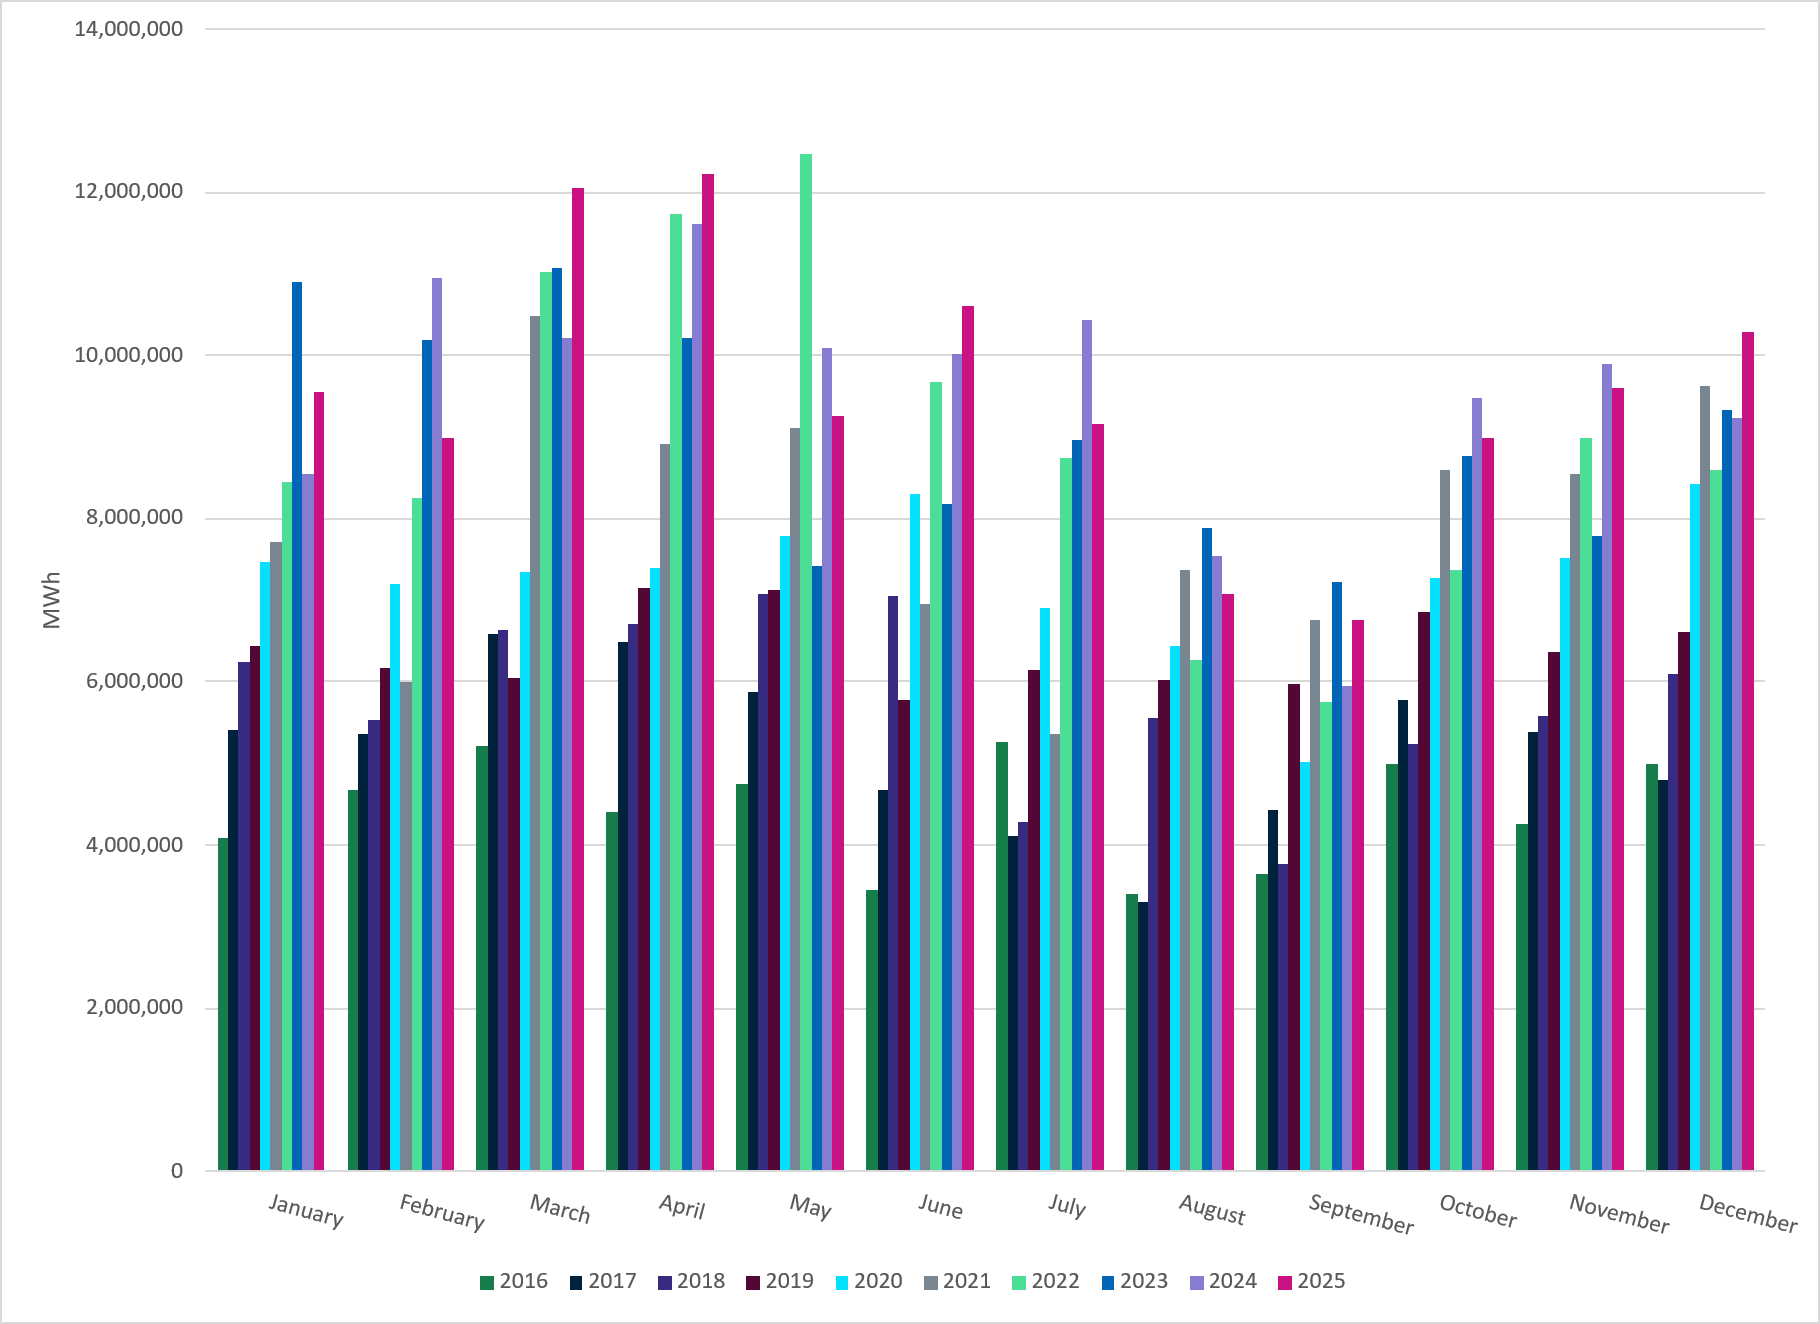 14,000,000
12,000,000
10,000,000
8,000,000
6,000,000
4,000,000
2,000,000
0
MWh
January February March April May June July August September October November December
2016 2017 2018 2019 2020 2021 2022 2023 2024 2025